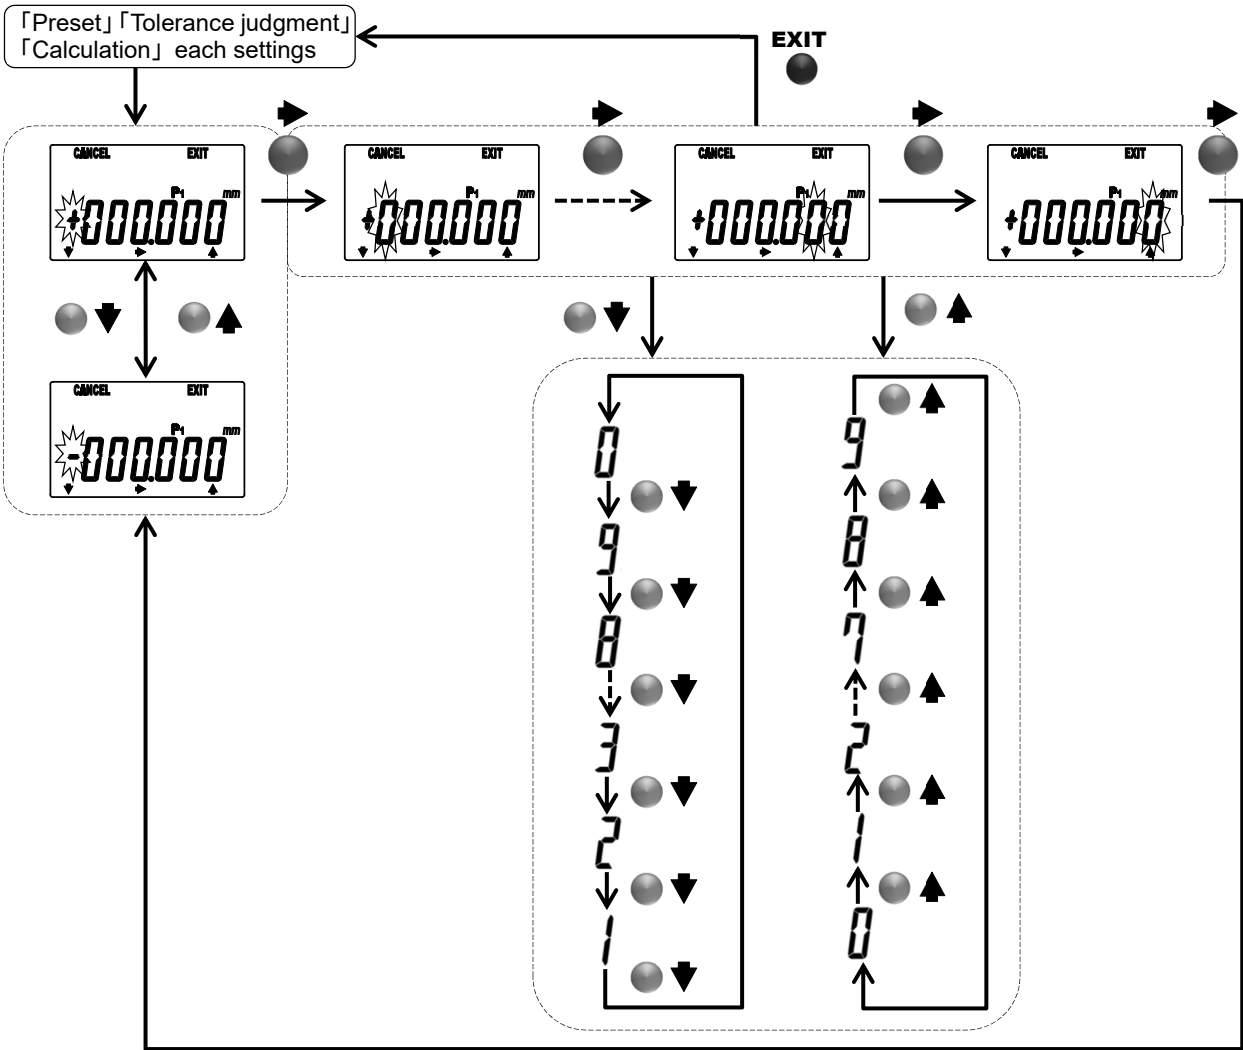 「Preset」「Tolerance judgment」
「Calculation」 each settings
EXIT
CANCEL EXIT
P1 mm
+000.000
CANCEL EXIT
P1 mm
+000.000
CANCEL EXIT
P1 mm
+000.000
CANCEL EXIT
P1 mm
+000.000
CANCEL EXIT
P1 mm
-000.000
0
9
8
3
2
1
9
8
7
2
1
0